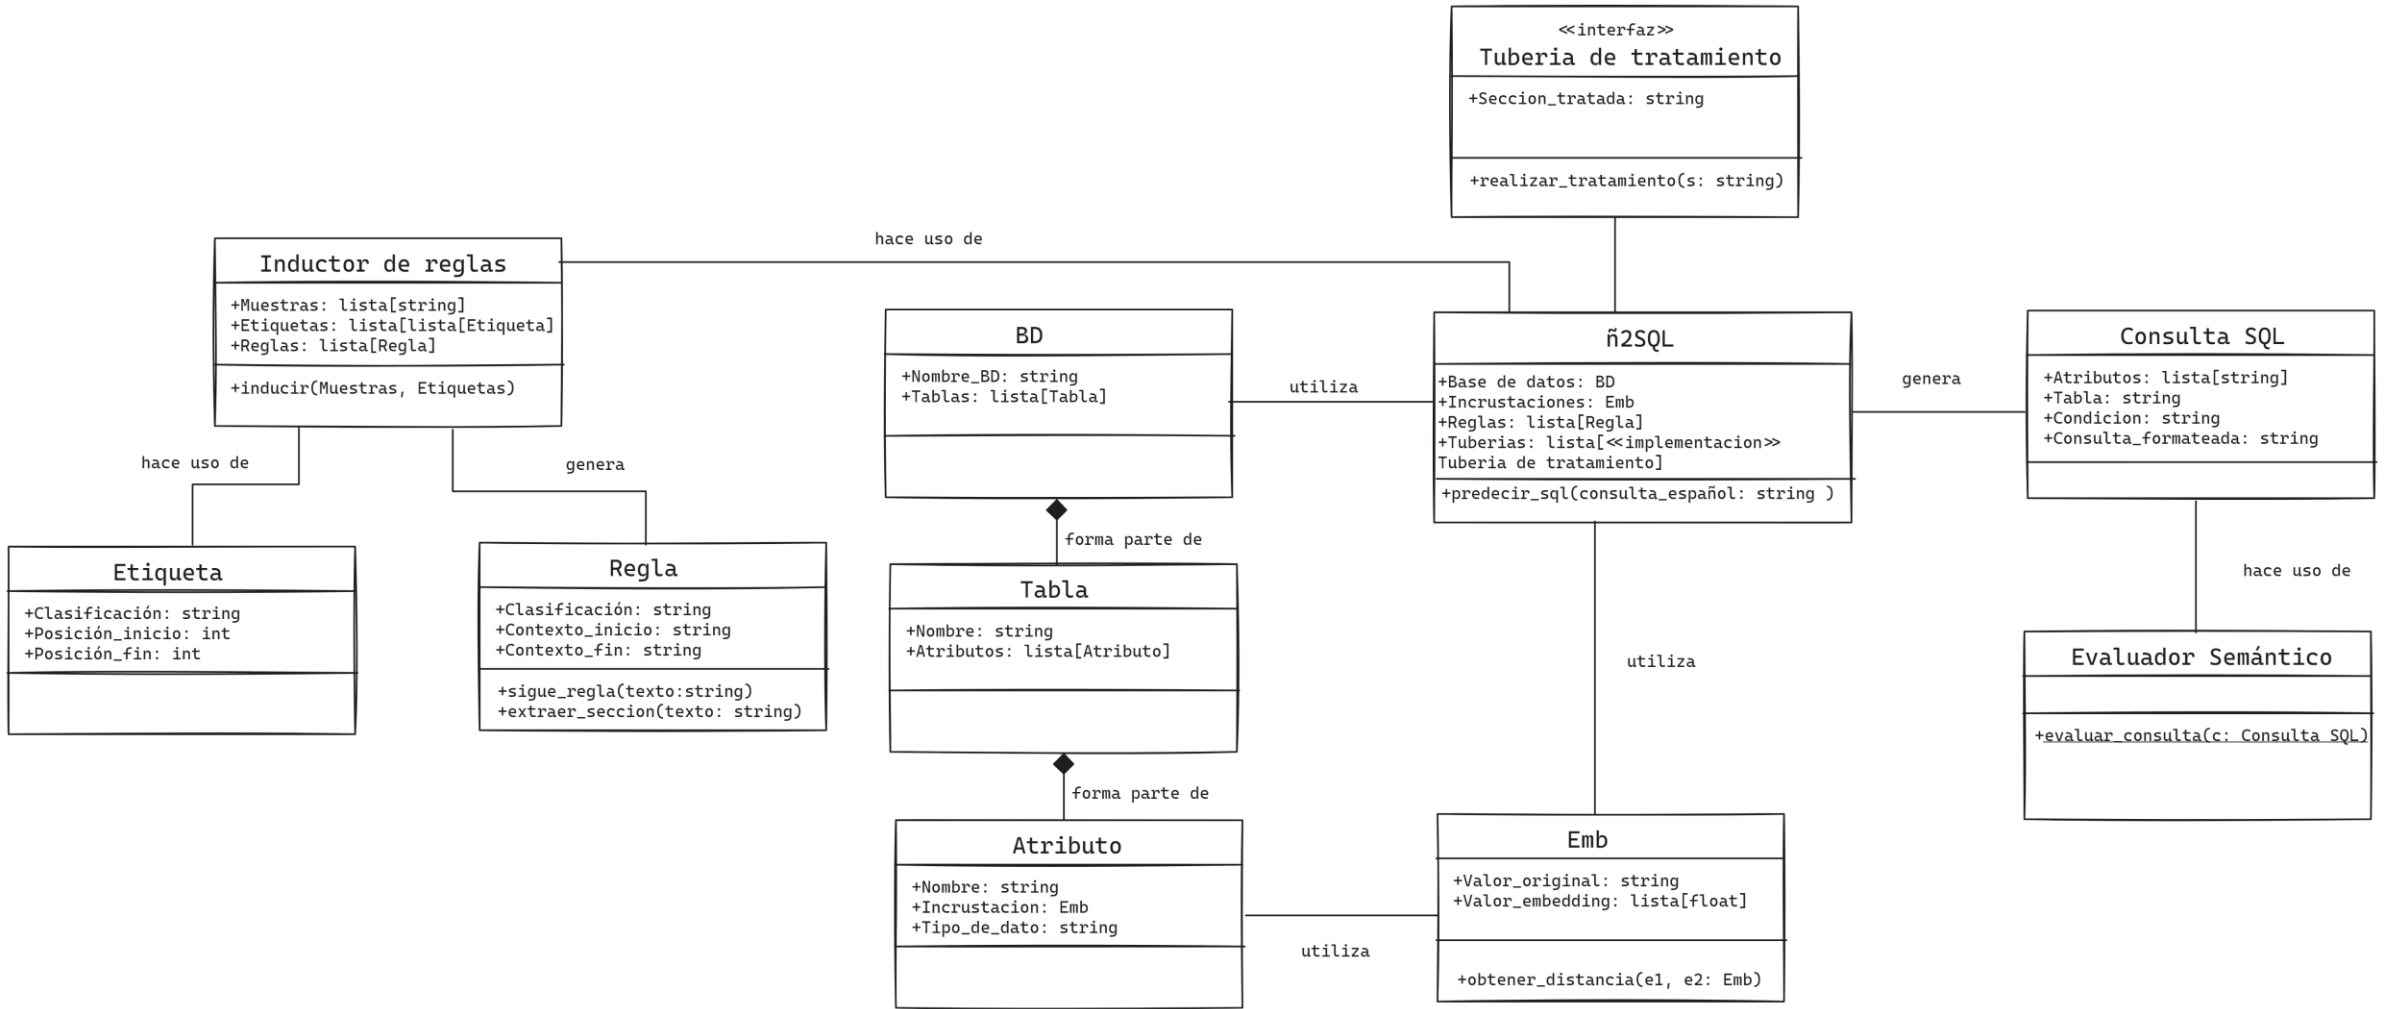 <<interfaz>>
Tuberia de tratamiento
+Seccion_tratada: string
+realizar_tratamiento(s: string)
hace uso de
Inductor de reglas
+Muestras: lista[string]
+Etiquetas: lista[lista[Etiqueta]
+Reglas: lista[Regla]
+inducir(Muestras, Etiquetas)
BD
+Nombre_BD: string
+Tablas: lista[Tabla]
utiliza
ñ2SQL
+Base de datos: BD
+Incrustaciones: Emb
+Reglas: lista[Regla]
+Tuberias: lista[<<implementacion>>
Tuberia de tratamiento]
+predecir_sql(consulta_español: string )
genera
Consulta SQL
+Atributos: lista[string]
+Tabla: string
+Condicion: string
+Consulta_formateada: string
hace uso de
genera
forma parte de
hace uso de
Etiqueta
+Clasificación: string
+Posición_inicio: int
+Posición_fin: int
Regla
+Clasificación: string
+Contexto_inicio: string
+Contexto_fin: string
+sigue_regla(texto:string)
+extraer_seccion(texto: string)
Tabla
+Nombre: string
+Atributos: lista[Atributo]
utiliza
Evaluador Semántico
+evaluar_consulta(c: Consulta SQL)
forma parte de
Atributo
+Nombre: string
+Incrustacion: Emb
+Tipo_de_dato: string
utiliza
Emb
+Valor_original: string
+Valor_embedding: lista[float]
+obtener_distancia(e1, e2: Emb)